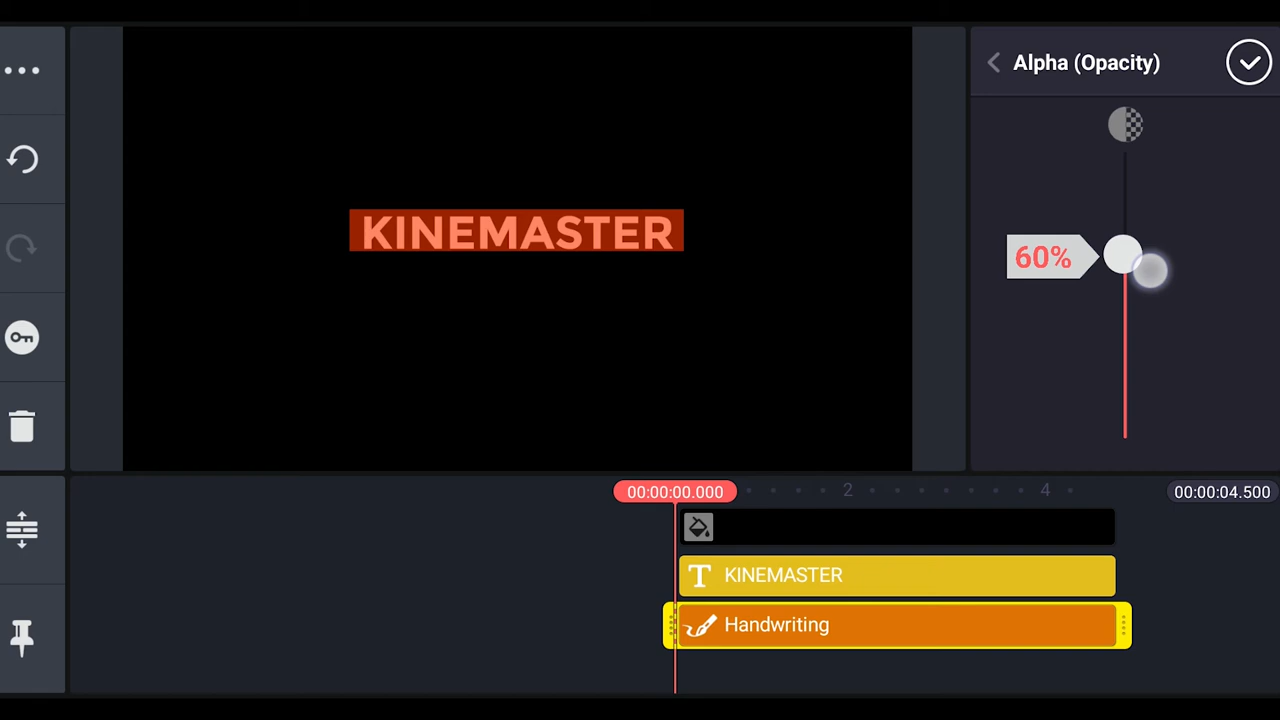 Alpha (Opacity)
KINEMASTER
60%
00:00:00.000
2
4
00:00:04.500
T KINEMASTER
Handwriting